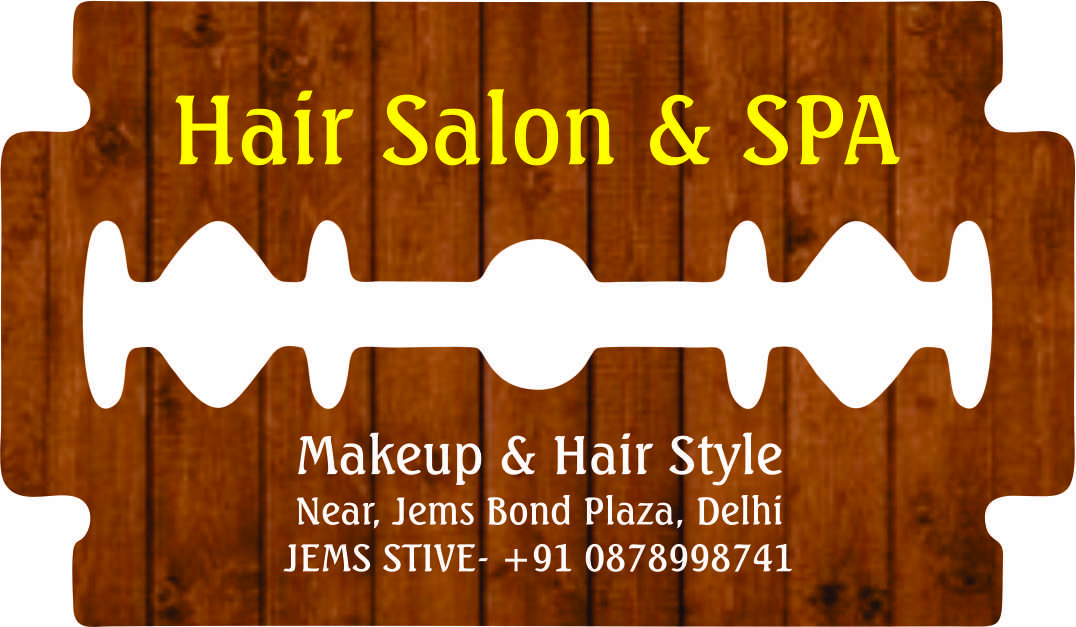 Hair Salon & SPA
Makeup & Hair Style
Near, Jems Bond Plaza, Delhi
JEMS STIVE- +91 0878998741